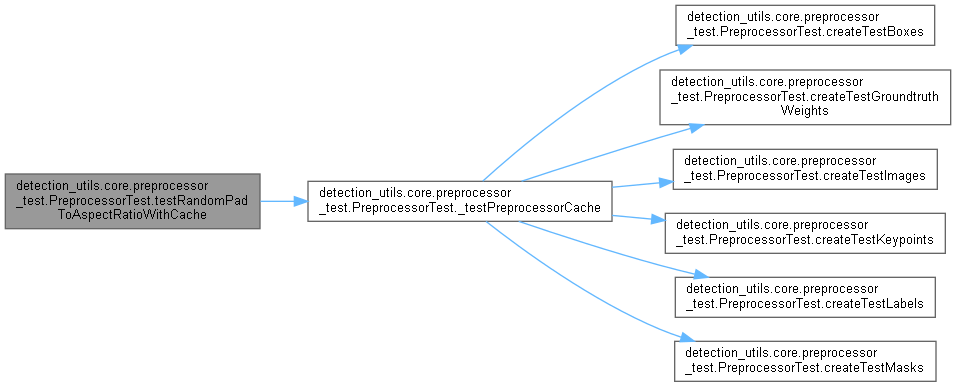 detection_utils.core.preprocessor
_test.PreprocessorTest.testRandomPad
ToAspectRatioWithCache
detection_utils.core.preprocessor
_test.PreprocessorTest._testPreprocessorCache
detection_utils.core.preprocessor
_test.PreprocessorTest.createTestBoxes
detection_utils.core.preprocessor
_test.PreprocessorTest.createTestGroundtruth
Weights
detection_utils.core.preprocessor
_test.PreprocessorTest.createTestImages
detection_utils.core.preprocessor
_test.PreprocessorTest.createTestKeypoints
detection_utils.core.preprocessor
_test.PreprocessorTest.createTestLabels
detection_utils.core.preprocessor
_test.PreprocessorTest.createTestMasks